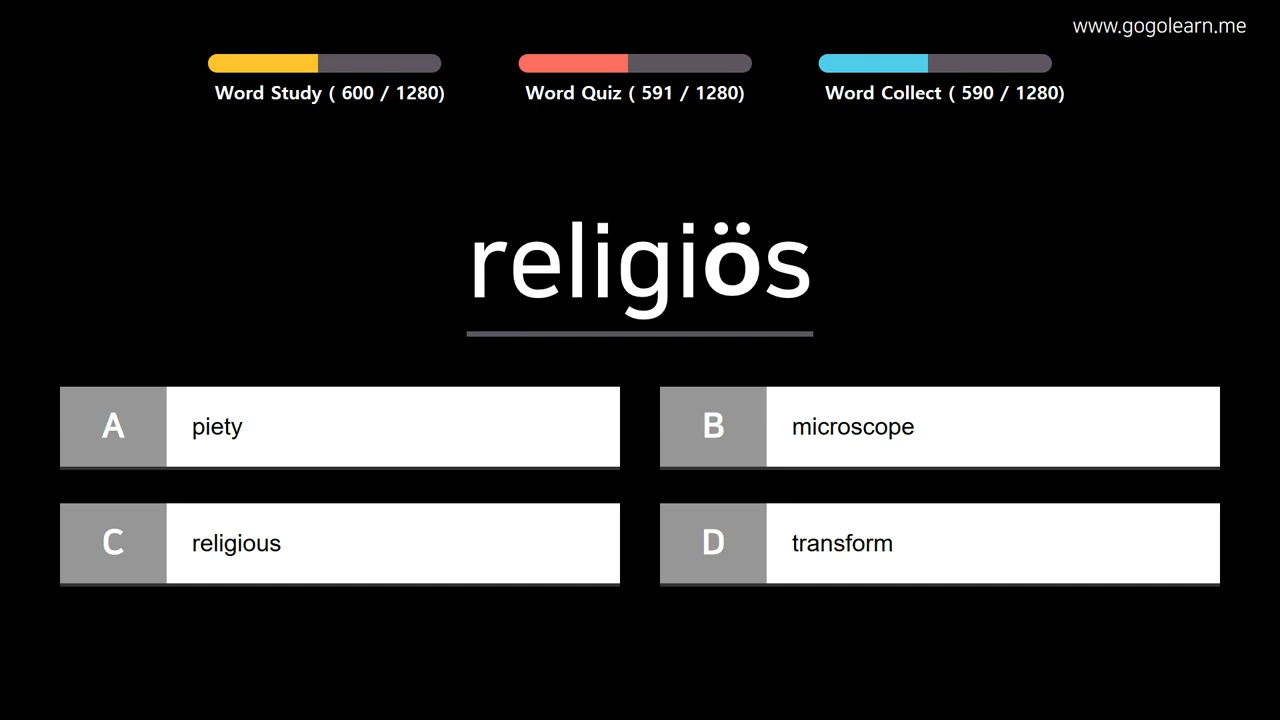 www.gogolearn.me
Word Study ( 600 / 1280)
Word Quiz ( 591 / 1280)
Word Collect ( 590 / 1280)
religiös
A
piety
B
microscope
C
religious
D
transform